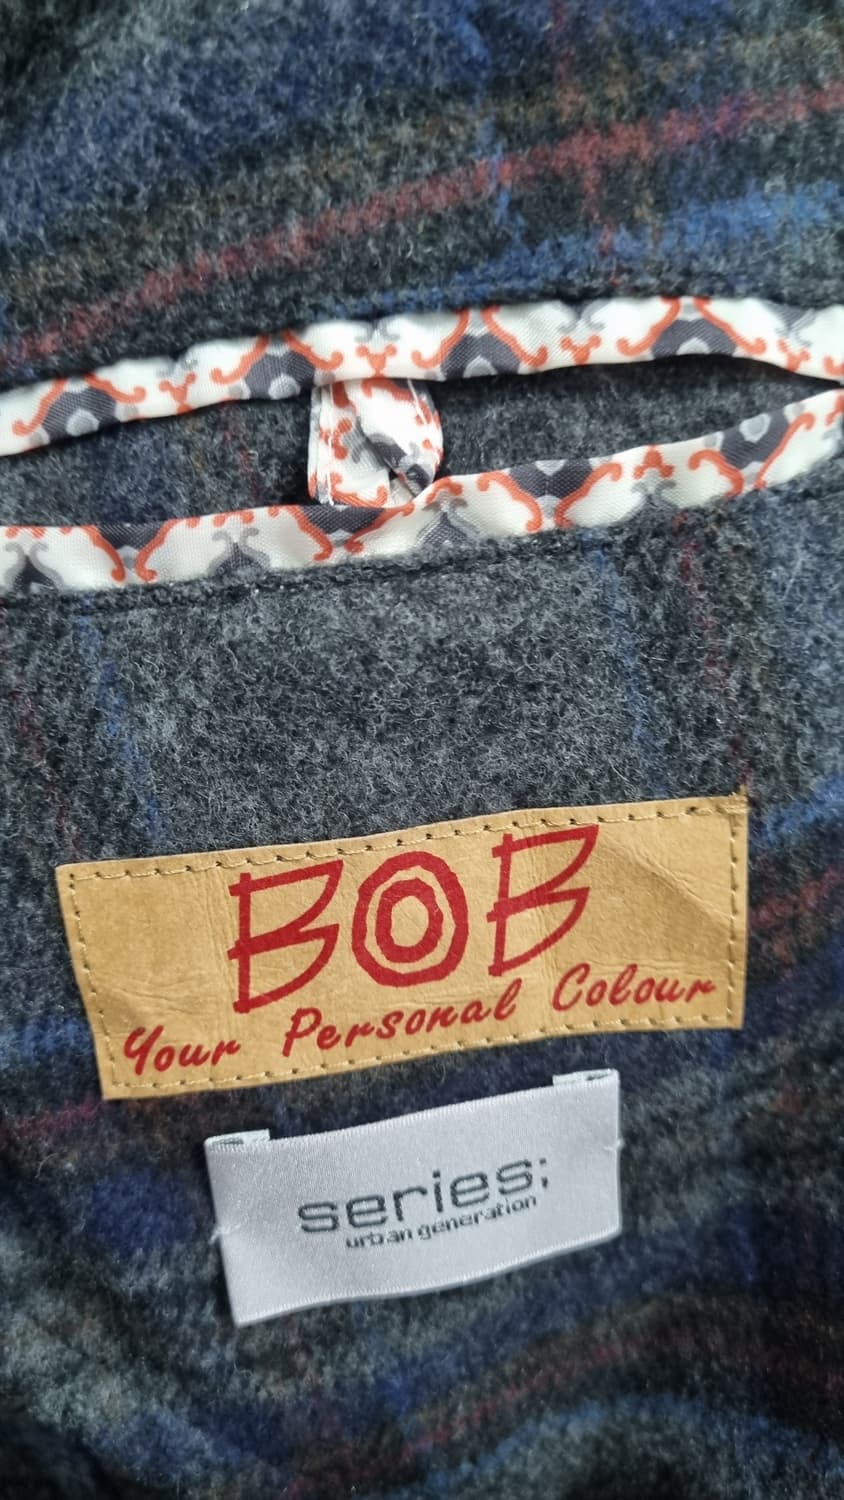 BOB
Your Personal Colour
series;
urban generation